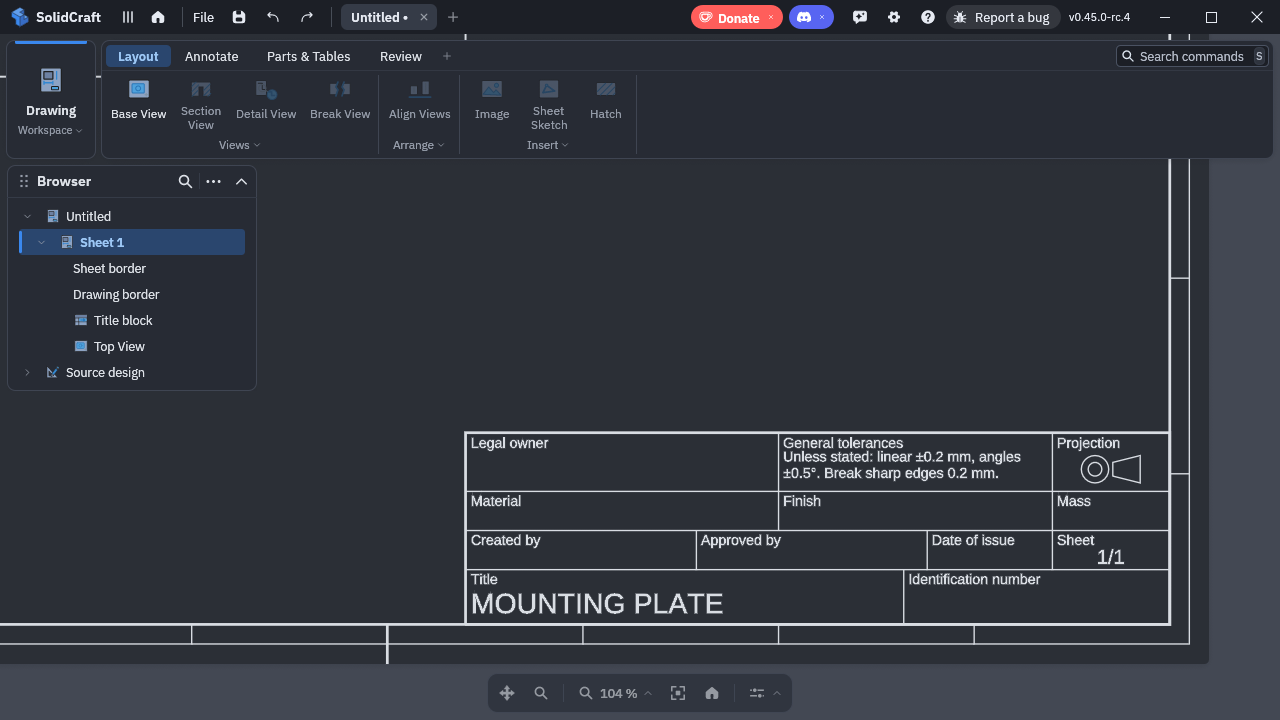 SolidCraft
File
Untitled •
Donate
Report a bug
v0.45.0-rc.4
Drawing
Workspace
Layout
Annotate
Parts & Tables
Review
Search commands
S
Base View
Section View
Detail View
Break View
Align Views
Image
Sheet Sketch
Hatch
Views
Arrange
Insert
Browser
Untitled
Sheet 1
Sheet border
Drawing border
Title block
Top View
Source design
Legal owner
General tolerances
Unless stated: linear ±0.2 mm, angles
±0.5°. Break sharp edges 0.2 mm.
Projection
Material
Finish
Mass
Created by
Approved by
Date of issue
Sheet
1/1
Title
MOUNTING PLATE
Identification number
104 %